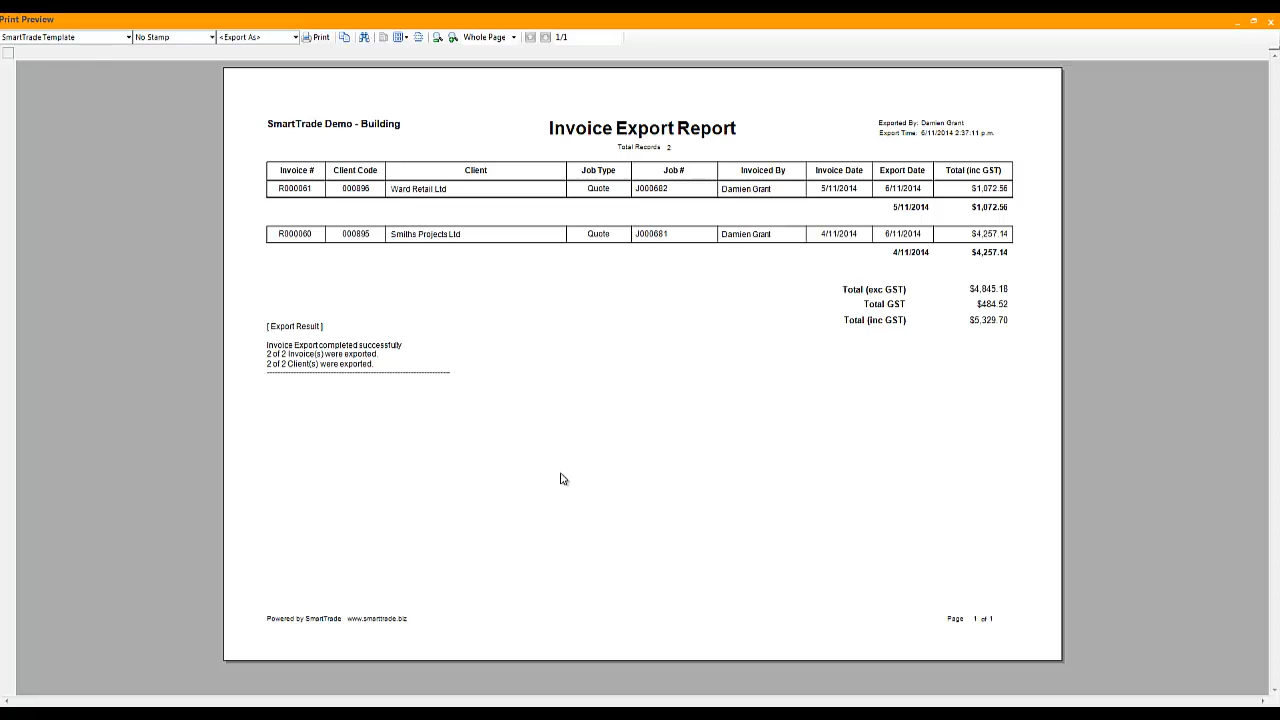 Print Preview
SmartTrade Template No Stamp <Export As> Print Whole Page 1/1
SmartTrade Demo - Building
Invoice Export Report
Total Records 2
Exported By: Damien Grant
Export Time: 6/11/2014 2:37:11 p.m.
Invoice # Client Code Client Job Type Job # Invoiced By Invoice Date Export Date Total (inc GST)
R000061 000896 Ward Retail Ltd Quote J000682 Damien Grant 5/11/2014 6/11/2014 $1,072.56
5/11/2014 $1,072.56
R000060 000895 Smiths Projects Ltd Quote J000681 Damien Grant 4/11/2014 6/11/2014 $4,257.14
4/11/2014 $4,257.14
Total (exc GST) $4,845.18
Total GST $484.52
Total (inc GST) $5,329.70
[ Export Result ]
Invoice Export completed successfully
2 of 2 Invoice(s) were exported.
2 of 2 Client(s) were exported.
Powered by SmartTrade www.smarttrade.biz
Page 1 of 1